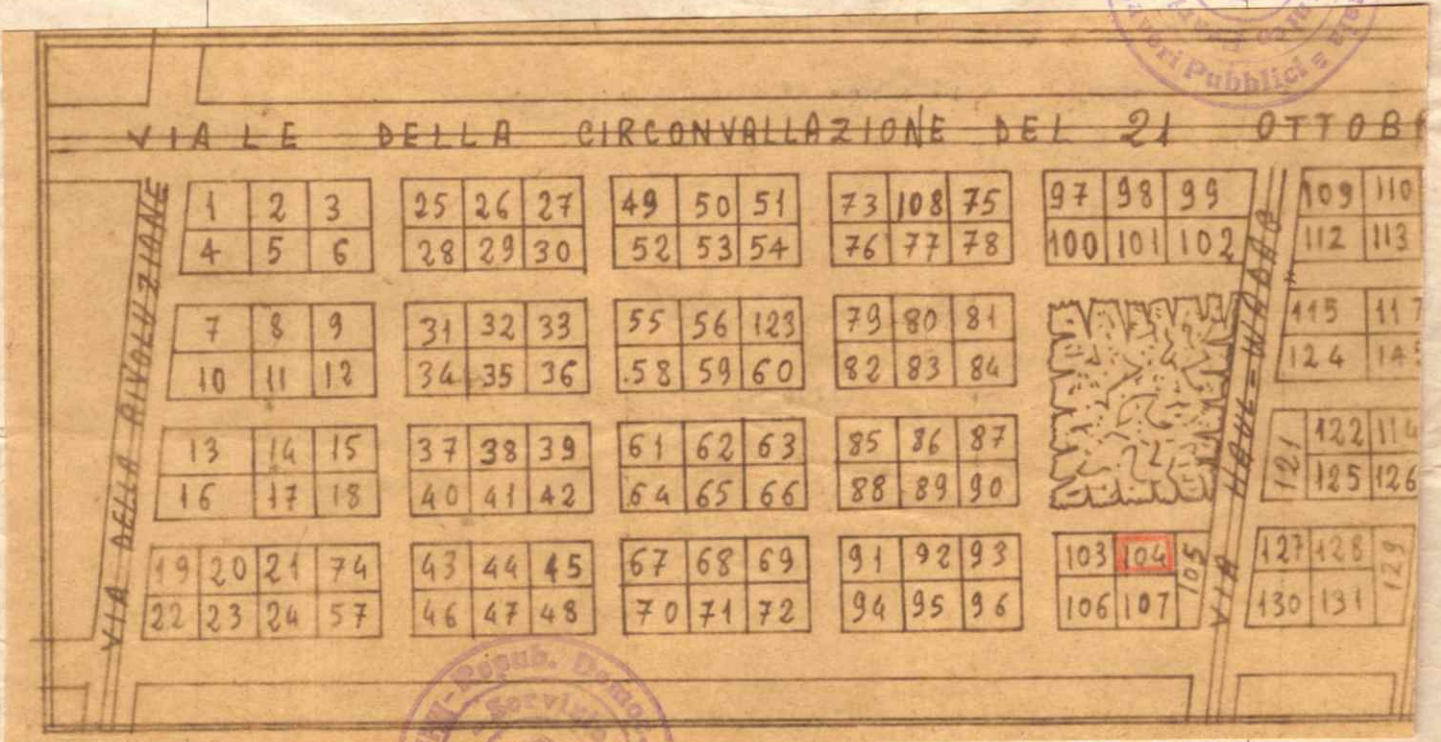 VIALE DELLA CIRCONVALLAZIONE DEL 21 OTTOB
VIA DELLA RIVOLUZIONE
VIA HAUL-WADAG
1 2 3 25 26 27 49 50 51 73 108 75 97 98 99 109 110
4 5 6 28 29 30 52 53 54 76 77 78 100 101 102 112 113
7 8 9 31 32 33 55 56 123 79 80 81 115 117
10 11 12 34 35 36 58 59 60 82 83 84 124
13 14 15 37 38 39 61 62 63 85 86 87 121 122 114
16 17 18 40 41 42 64 65 66 88 89 90 125 126
19 20 21 74 43 44 45 67 68 69 91 92 93 103 104 105 127 128 129
22 23 24 57 46 47 48 70 71 72 94 95 96 106 107 130 131
Pubblici
Repub. Democ
Servizio